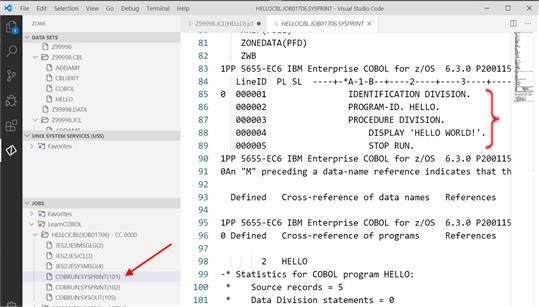 File Edit Selection View Go Run Terminal Help HELLOCBL.JOB01706.SYSPRINT - Visual Studio Code
ZONES
Z99998.JCL(HELLO).jcl
HELLOCBL.JOB01706.SYSPRINT
DATA SETS
Z99998
Z99998.CBL
ADDAMT
CBL0001
COBOL
HELLO
Z99998.DATA
Z99998.JCL
ADDAMT
UNIX SYSTEM SERVICES (USS)
Favorites
JOBS
Favorites
LearnCOBOL
HELLOCBL(JOB01706) - CC 0000
JES2:JESMSGLG(2)
JES2:JESJCL(3)
JES2:JESYSMSG(4)
COBRUN:SYSPRINT(101)
COBRUN:SYSPRINT(102)
COBRUN:SYSOUT(105)
81 ZONEDATA(PFD)
82 ZWB
83 1PP 5655-EC6 IBM Enterprise COBOL for z/OS 6.3.0 P200115
84 LineID PL SL ----+-*A-1-B--+----2----+----3----+---
85 0 000001 IDENTIFICATION DIVISION.
86 000002 PROGRAM-ID. HELLO.
87 000003 PROCEDURE DIVISION.
88 000004 DISPLAY 'HELLO WORLD!'.
89 000005 STOP RUN.
90 1PP 5655-EC6 IBM Enterprise COBOL for z/OS 6.3.0 P200115
91 0An "M" preceding a data-name reference indicates that th
92
93 Defined Cross-reference of data names References
94
95 1PP 5655-EC6 IBM Enterprise COBOL for z/OS 6.3.0 P200115
96 0 Defined Cross-reference of programs References
97
98 2 HELLO
99 -* Statistics for COBOL program HELLO:
100 * Source records = 5
101 * Data Division statements = 0